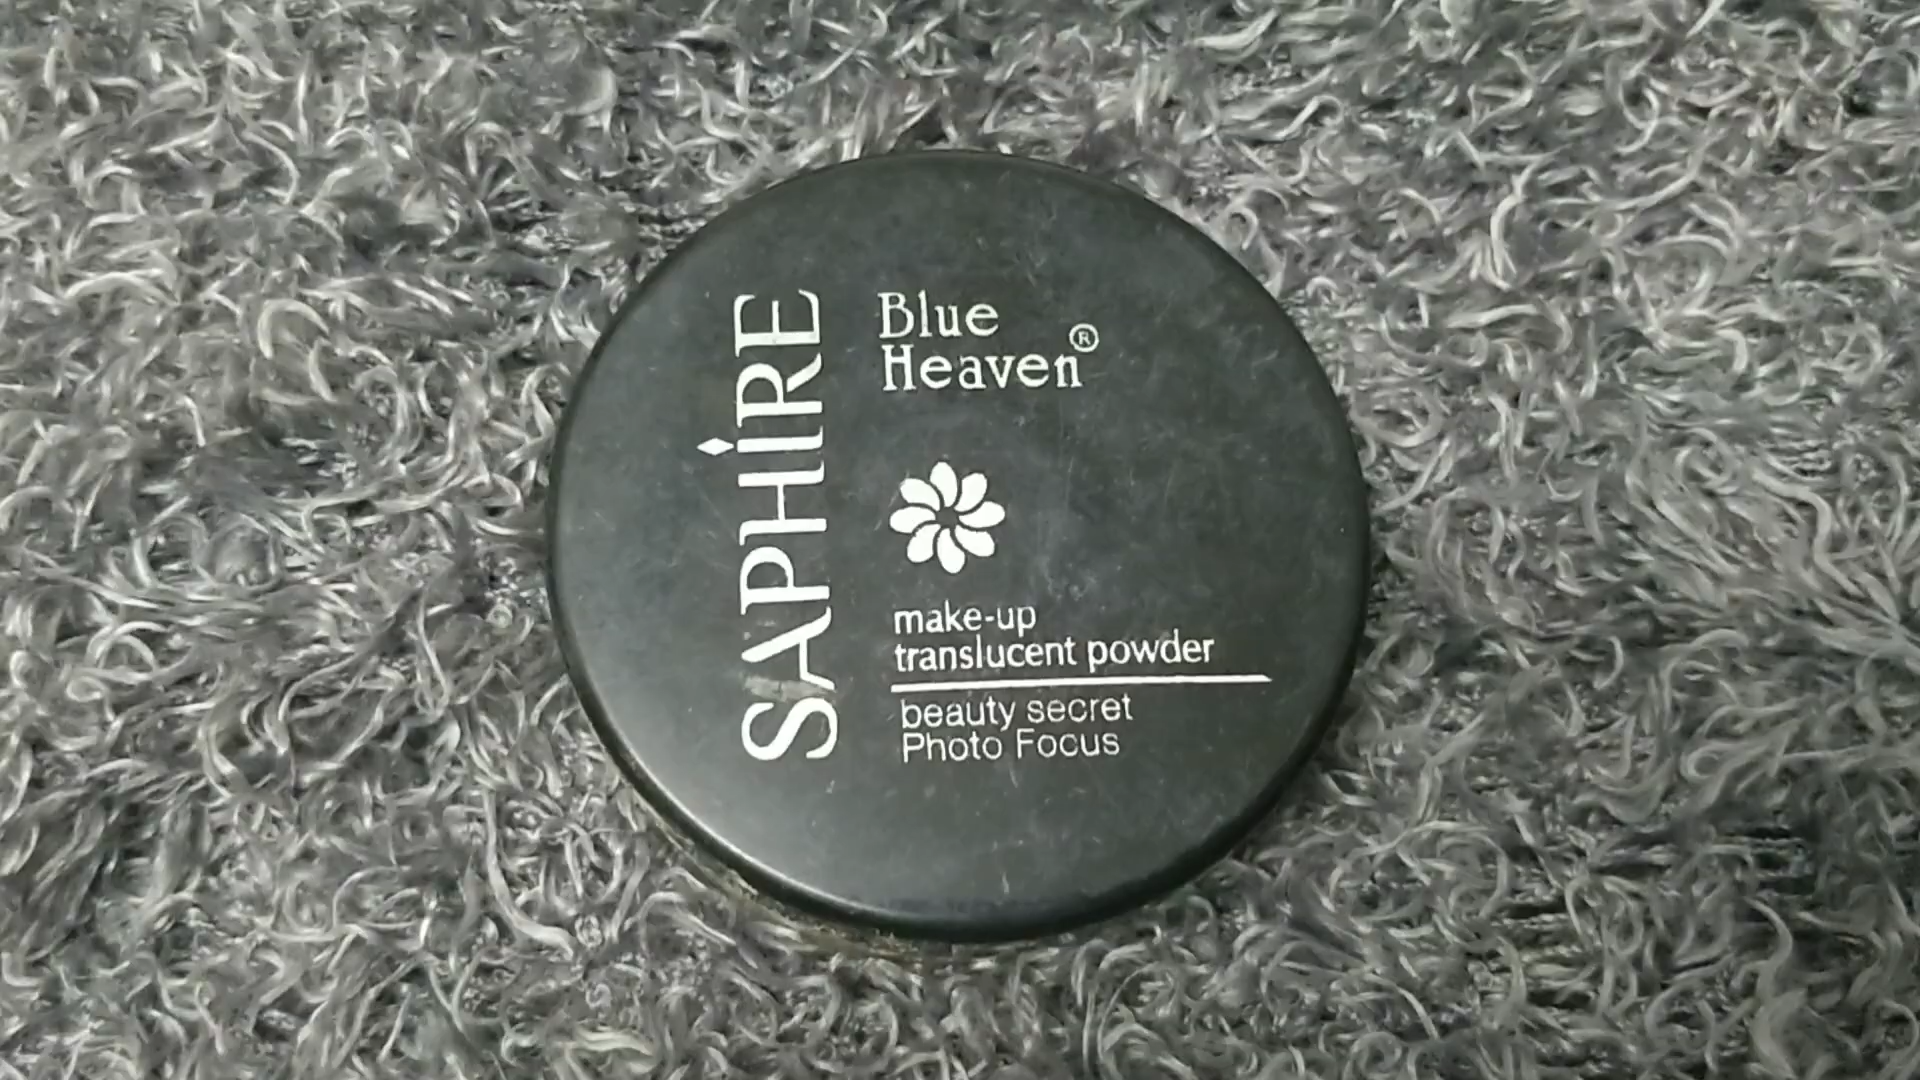 SAPHIRE
Blue
Heaven®
make-up
translucent powder
beauty secret
Photo Focus